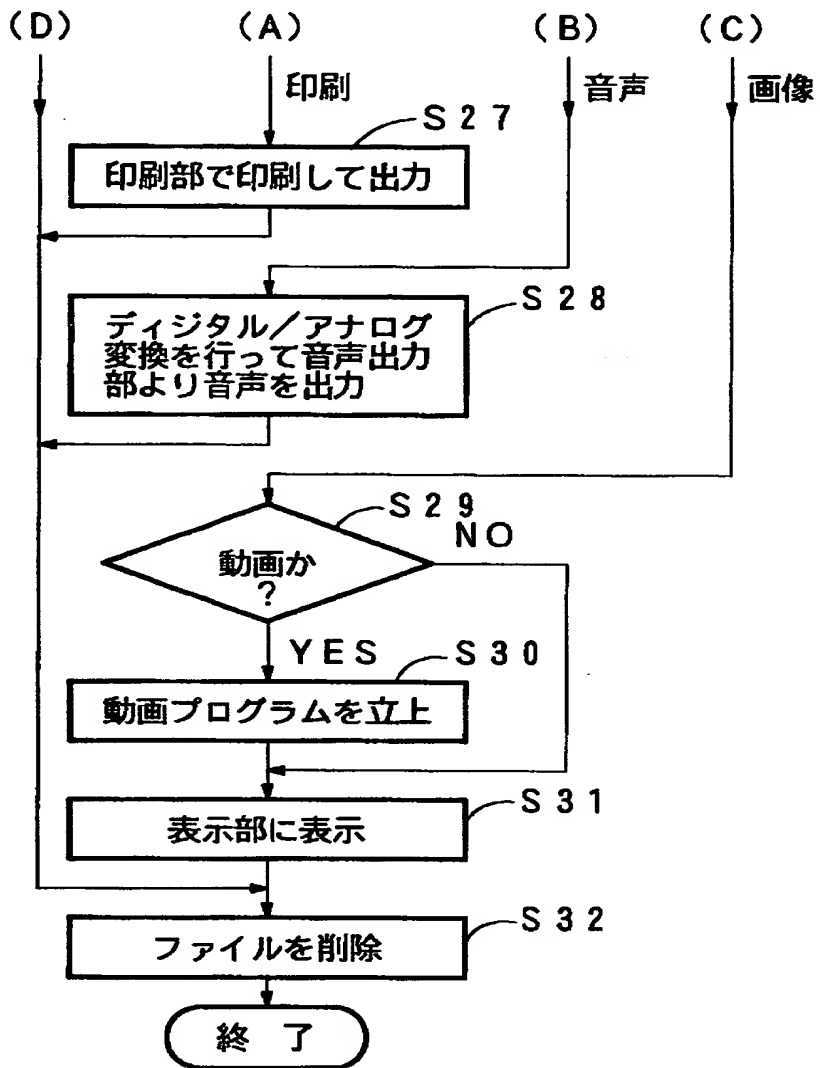 (D) (A) (B) (C)
印刷 音声 画像
S27
印刷部で印刷して出力
S28
ディジタル/アナログ
変換を行って音声出力
部より音声を出力
S29
NO
動画か
?
YES S30
動画プログラムを立上
S31
表示部に表示
S32
ファイルを削除
終 了